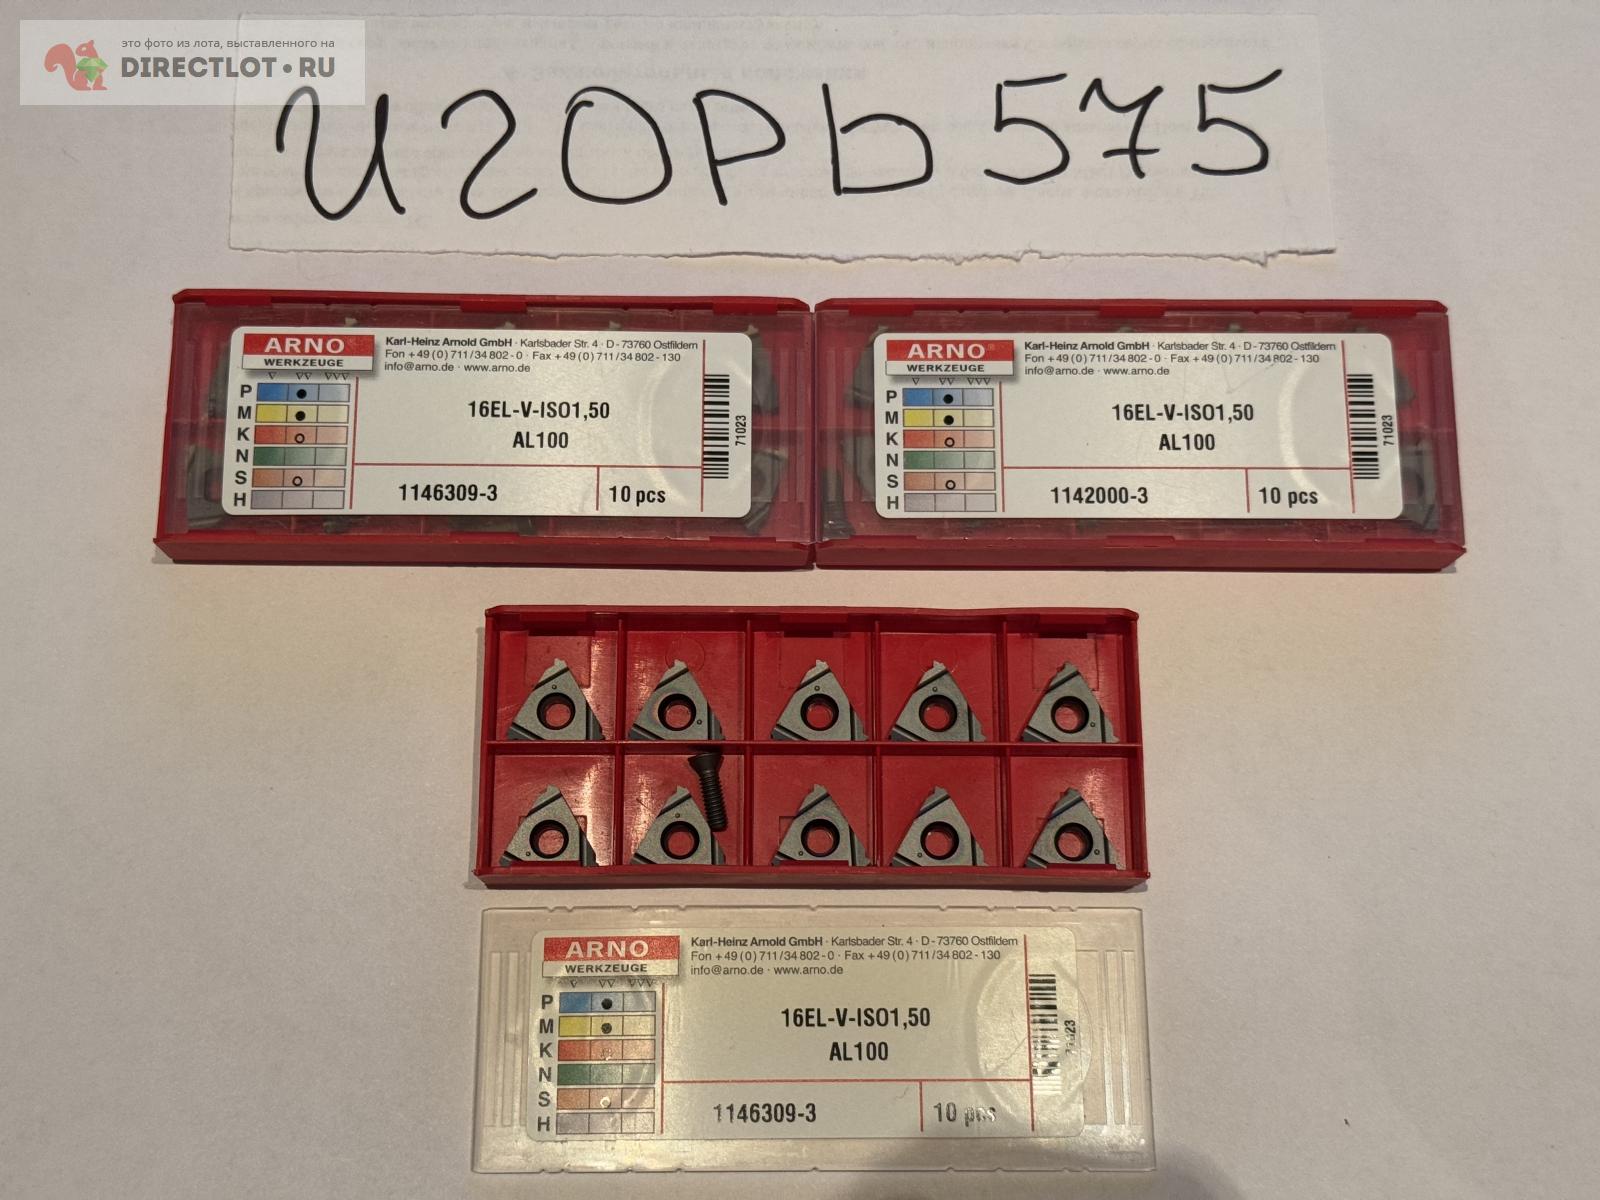 это фото из лота, выставленного на
DIRECTLOT.RU
ИГОРЬ575
ARNO
WERKZEUGE
Karl-Heinz Arnold GmbH · Karlsbader Str. 4 · D-73760 Ostfildern
Fon +49 (0) 711/34 802-0 · Fax +49 (0) 711/34 802-130
info@arno.de · www.arno.de
P
M
K
N
S
H
16EL-V-ISO1,50
AL100
1146309-3
10 pcs
71023
ARNO
WERKZEUGE
Karl-Heinz Arnold GmbH · Karlsbader Str. 4 · D-73760 Ostfildern
Fon +49 (0) 711/34 802-0 · Fax +49 (0) 711/34 802-130
info@arno.de · www.arno.de
P
M
K
N
S
H
16EL-V-ISO1,50
AL100
1142000-3
10 pcs
71023
ARNO
WERKZEUGE
Karl-Heinz Arnold GmbH · Karlsbader Str. 4 · D-73760 Ostfildern
Fon +49 (0) 711/34 802-0 · Fax +49 (0) 711/34 802-130
info@arno.de · www.arno.de
P
M
K
N
S
H
16EL-V-ISO1,50
AL100
1146309-3
10 pcs
71023